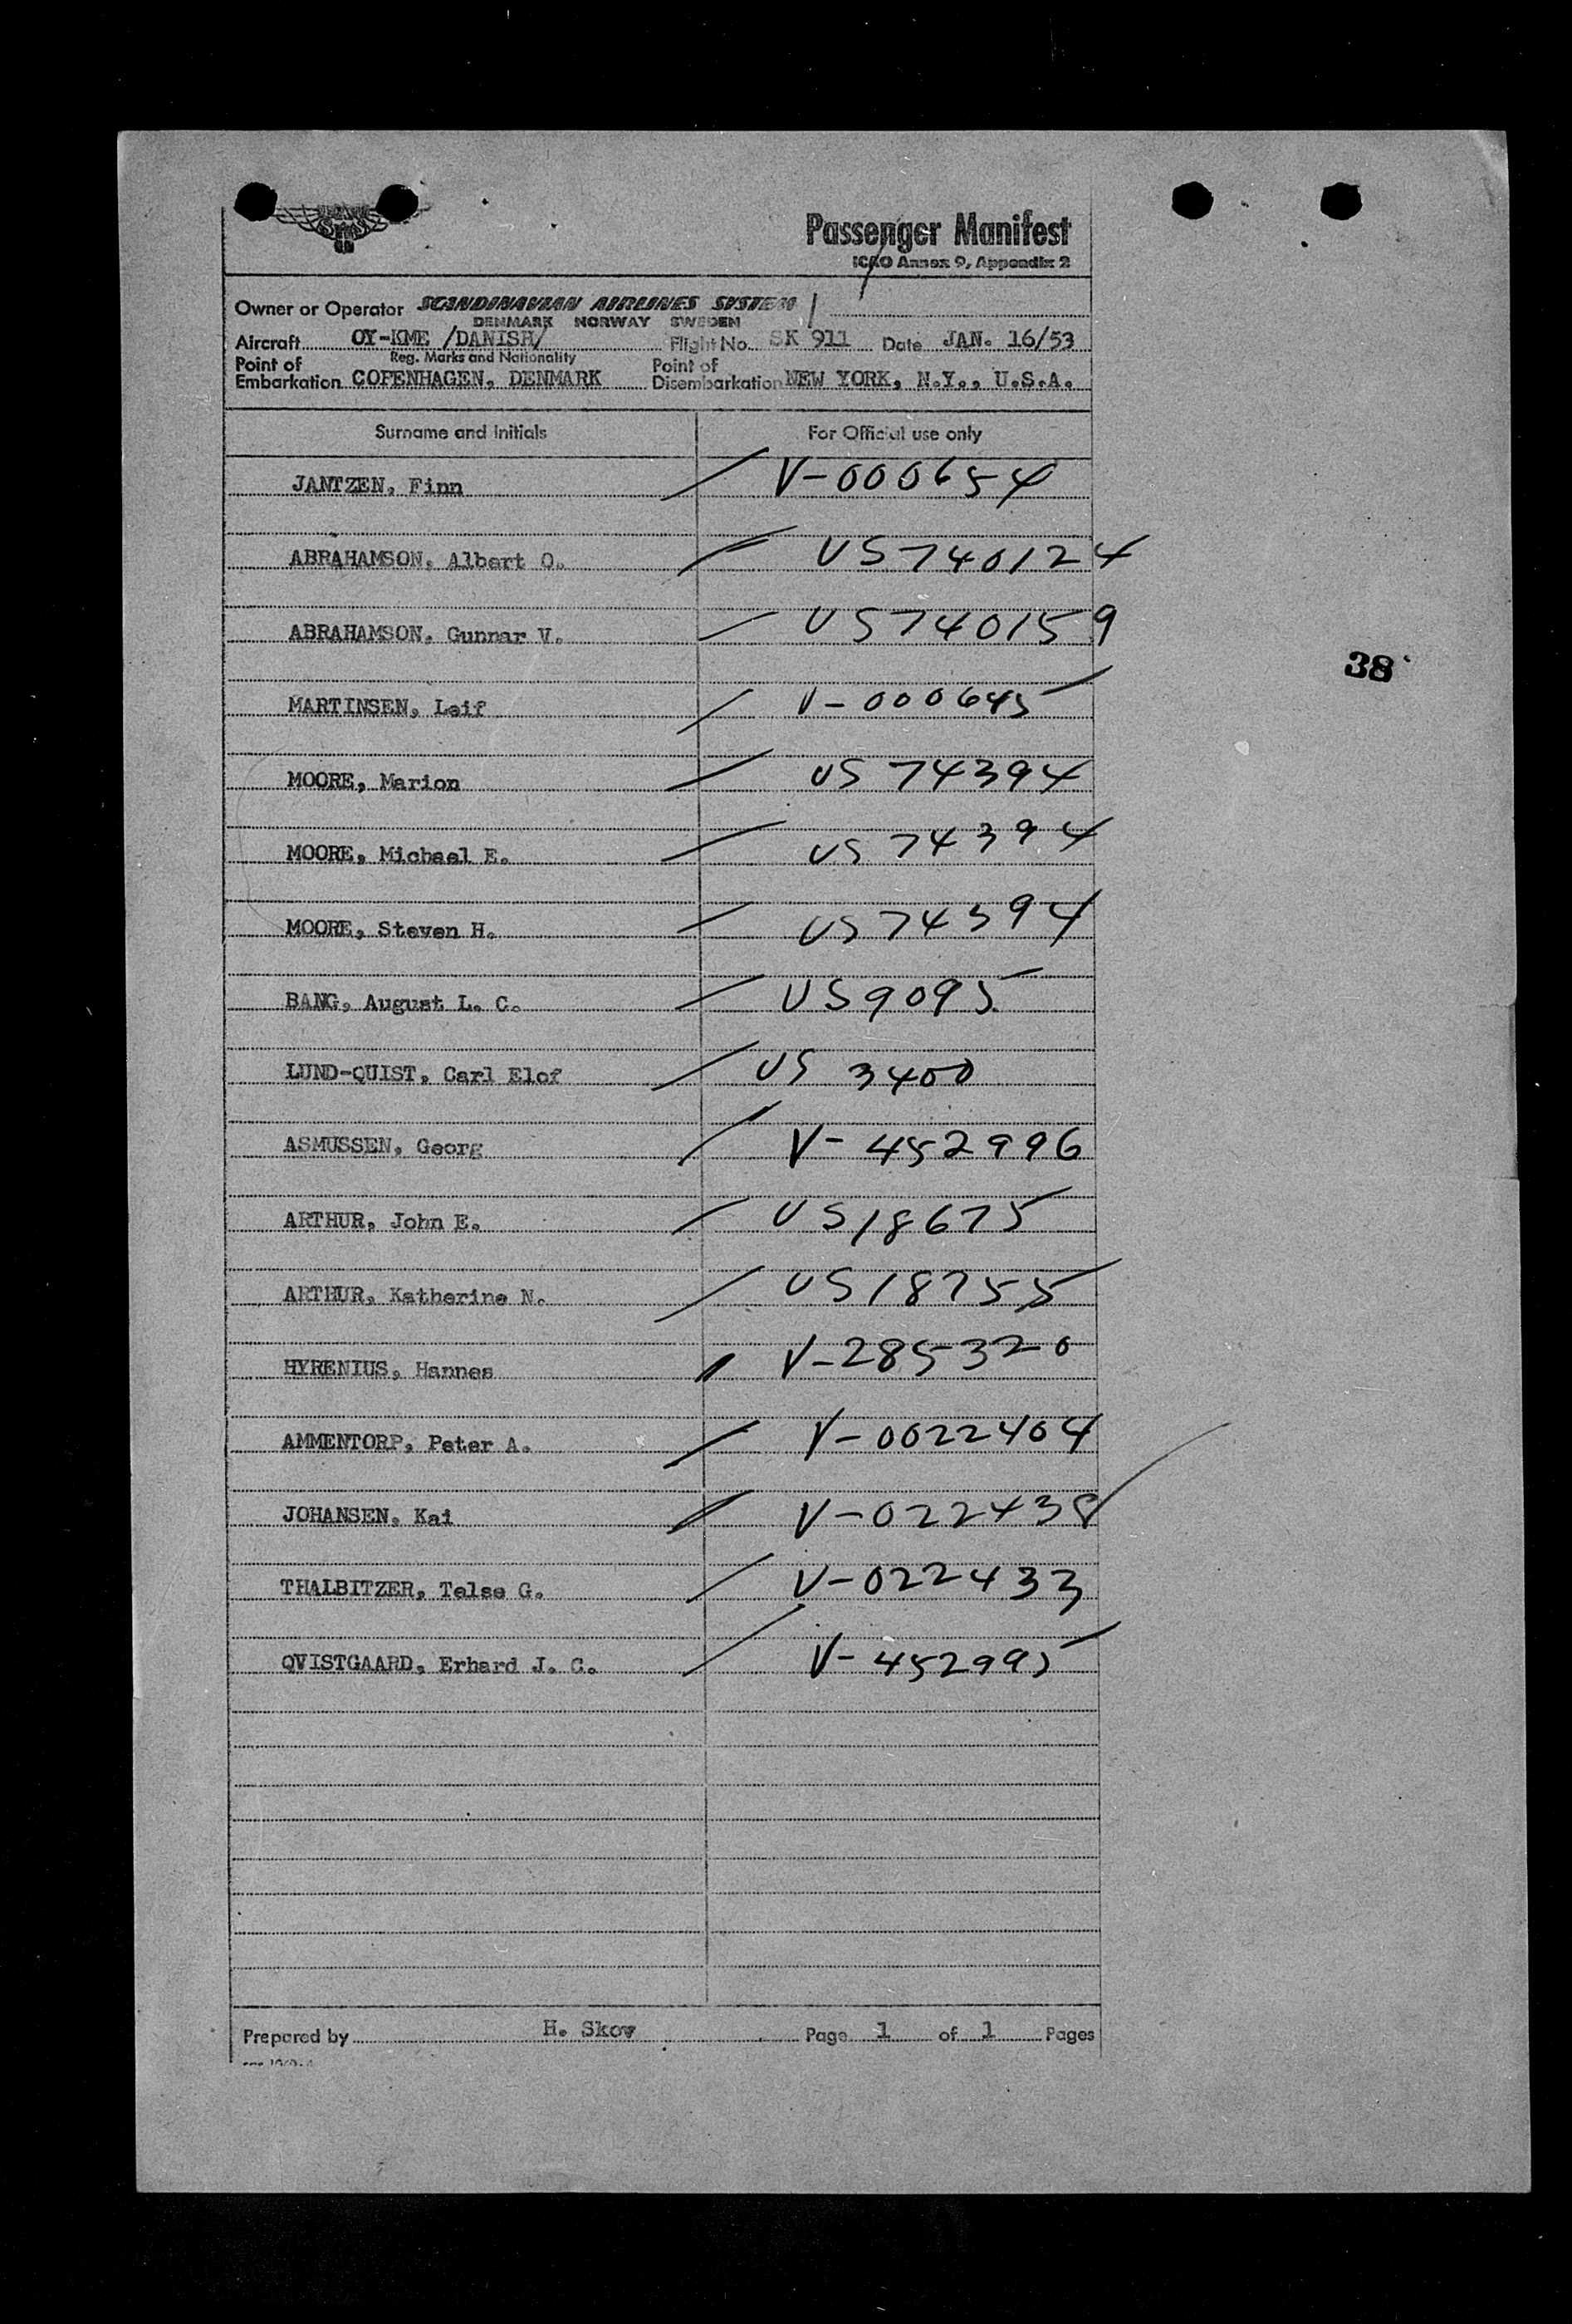 Passenger Manifest
ICAO Annex 9, Appendix 2
Owner or Operator SCANDINAVIAN AIRLINES SYSTEM
DENMARK NORWAY SWEDEN
Aircraft OY-KME /DANISH/ Flight No. SK 911 Date JAN. 16/53
Reg. Marks and Nationality
Point of Embarkation COPENHAGEN, DENMARK Point of Disembarkation NEW YORK, N.Y., U.S.A.
Surname and Initials For Official use only
JANTZEN, Finn V-000654
ABRAHAMSON, Albert O. US740124
ABRAHAMSON, Gunnar V. US740159
38
MARTINSEN, Leif V-000645
MOORE, Marion US 74394
MOORE, Michael E. US 74394
MOORE, Steven H. US 74394
BANG, August L. C. US9095
LUND-QUIST, Carl Elof US 3400
ASMUSSEN, Georg V-452996
ARTHUR, John E. US18675
ARTHUR, Katherine N. US18755
HYRENIUS, Hannes V-285320
AMMENTORP, Peter A. V-0022404
JOHANSEN, Kai V-022438
THALBITZER, Telse G. V-022433
QVISTGAARD, Erhard J. C. V-452995
Prepared by H. Skov Page 1 of 1 Pages